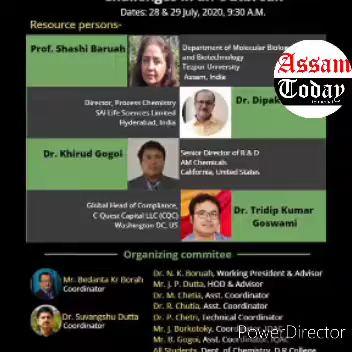 Dates: 28 & 29 July, 2020, 9:30 A.M.
Resource persons-
Prof. Shashi Baruah
Department of Molecular
and Biotechnology
Tezpur University
Assam, India
Assam
Today
Director, Process Chemistry
SAI Life Sciences Limited
Hyderabad, India
Dr.
Dr. Khirud Gogoi
Senior Director of R & D
AM Chemicals
California, United States
Global Head of Compliance,
C-Quest Capital LLC (CQC)
Washington DC, US
Dr. Tridip Kumar
Goswami
Organizing commitee
Mr. Bedanta Kr Borah
Coordinator
Mr. Suvangshu Dutta
Coordinator
Dr. N. K. Boruah, Working President & Advisor
Mr. J. P. Dutta, HOD & Advisor
Dr. M. Chetia, Asst. Coordinator
Dr. R. Chutia, Asst. Coordinator
Dr. P. Chetri, Technical Coordinator
Mr. J. Borkotoky,
Mr. B. Gogoi, Asst.
All Students, Dept. of Chemistry, D R College
PowerDirector